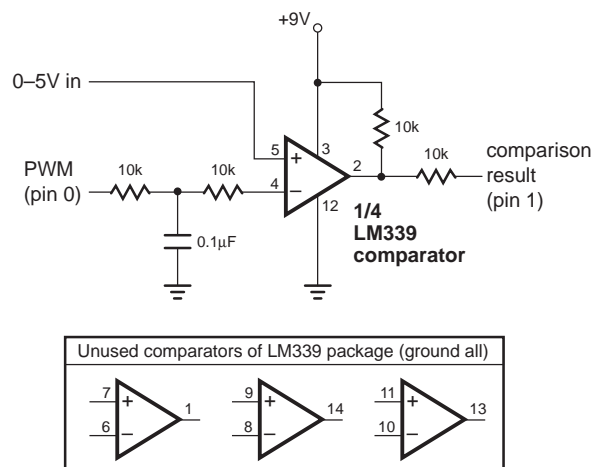 +9V
0–5V in
10k
5
+
3
2
PWM
(pin 0)
10k
10k
4
–
12
10k
comparison
result
(pin 1)
0.1µF
1/4
LM339
comparator
Unused comparators of LM339 package (ground all)
7
+
1
6
–
9
+
14
8
–
11
+
13
10
–